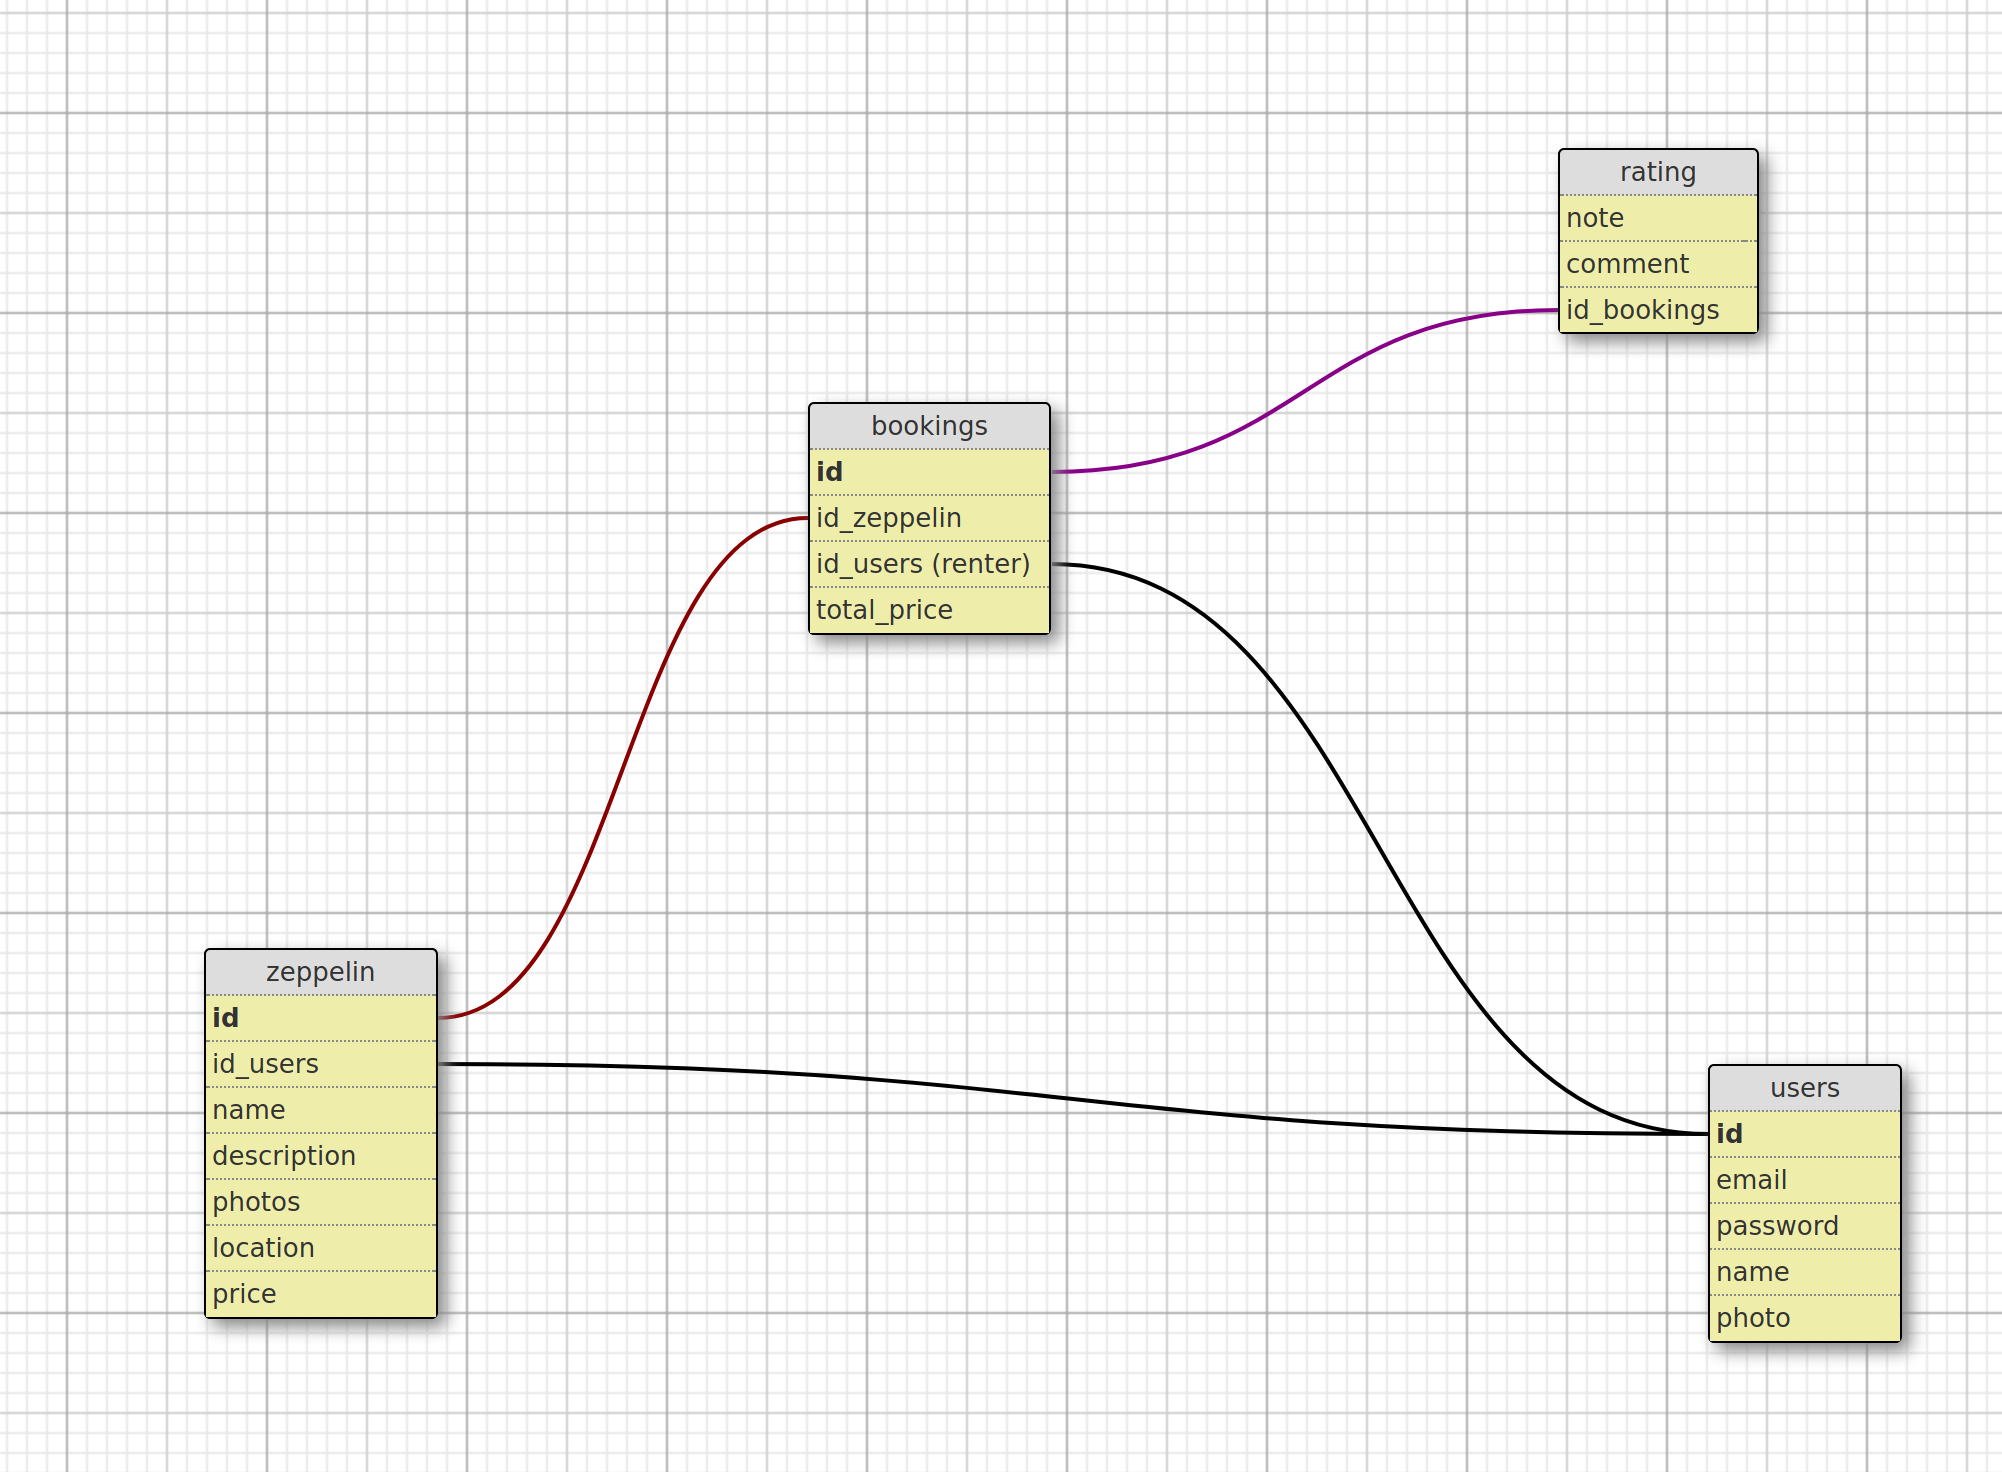 rating
note
comment
id_bookings
bookings
id
id_zeppelin
id_users (renter)
total_price
zeppelin
id
id_users
name
description
photos
location
price
users
id
email
password
name
photo